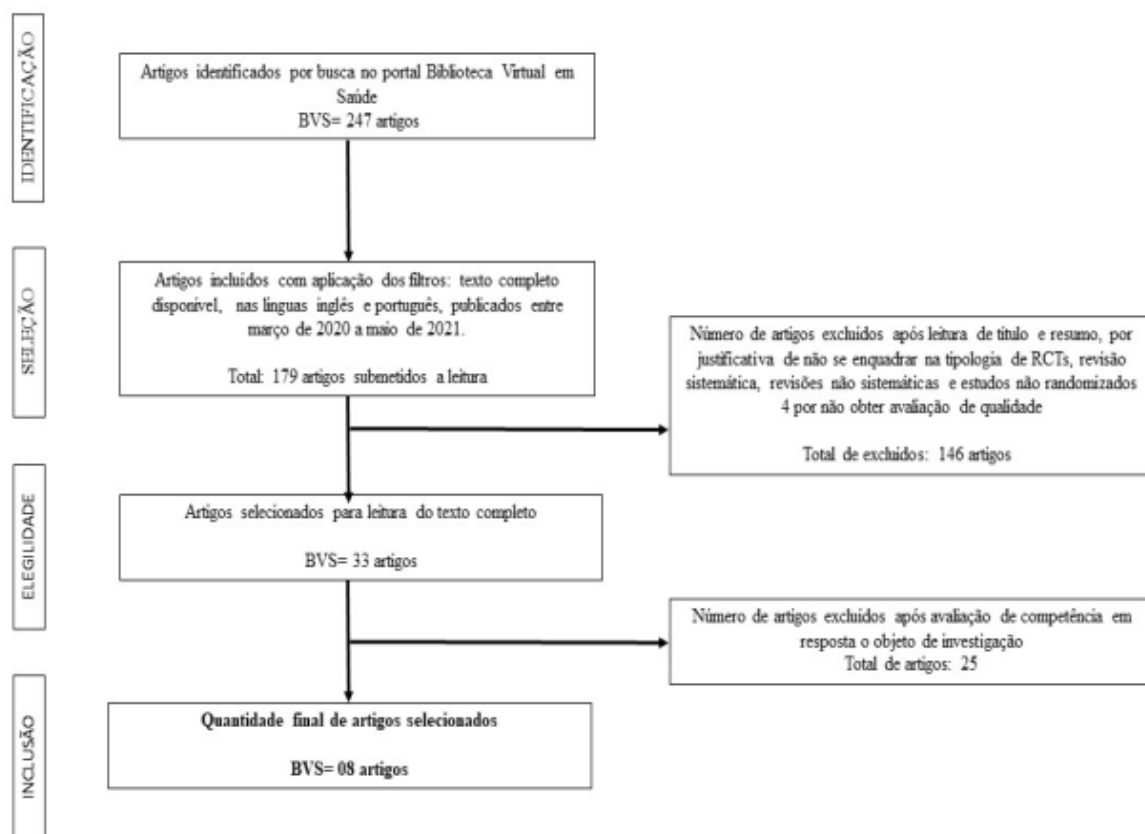 IDENTIFICAÇÃO
Artigos identificados por busca no portal Biblioteca Virtual em
Saúde
BVS= 247 artigos
SELEÇÃO
Artigos incluídos com aplicação dos filtros: texto completo
disponível, nas línguas inglês e português, publicados entre
março de 2020 a maio de 2021.
Total: 179 artigos submetidos a leitura
Número de artigos excluídos após leitura de título e resumo, por
justificativa de não se enquadrar na tipologia de RCTs, revisão
sistemática, revisões não sistemáticas e estudos não randomizados
4 por não obter avaliação de qualidade
Total de excluídos: 146 artigos
ELEGILIDADE
Artigos selecionados para leitura do texto completo
BVS= 33 artigos
Número de artigos excluídos após avaliação de competência em
resposta o objeto de investigação
Total de artigos: 25
INCLUSÃO
Quantidade final de artigos selecionados
BVS= 08 artigos